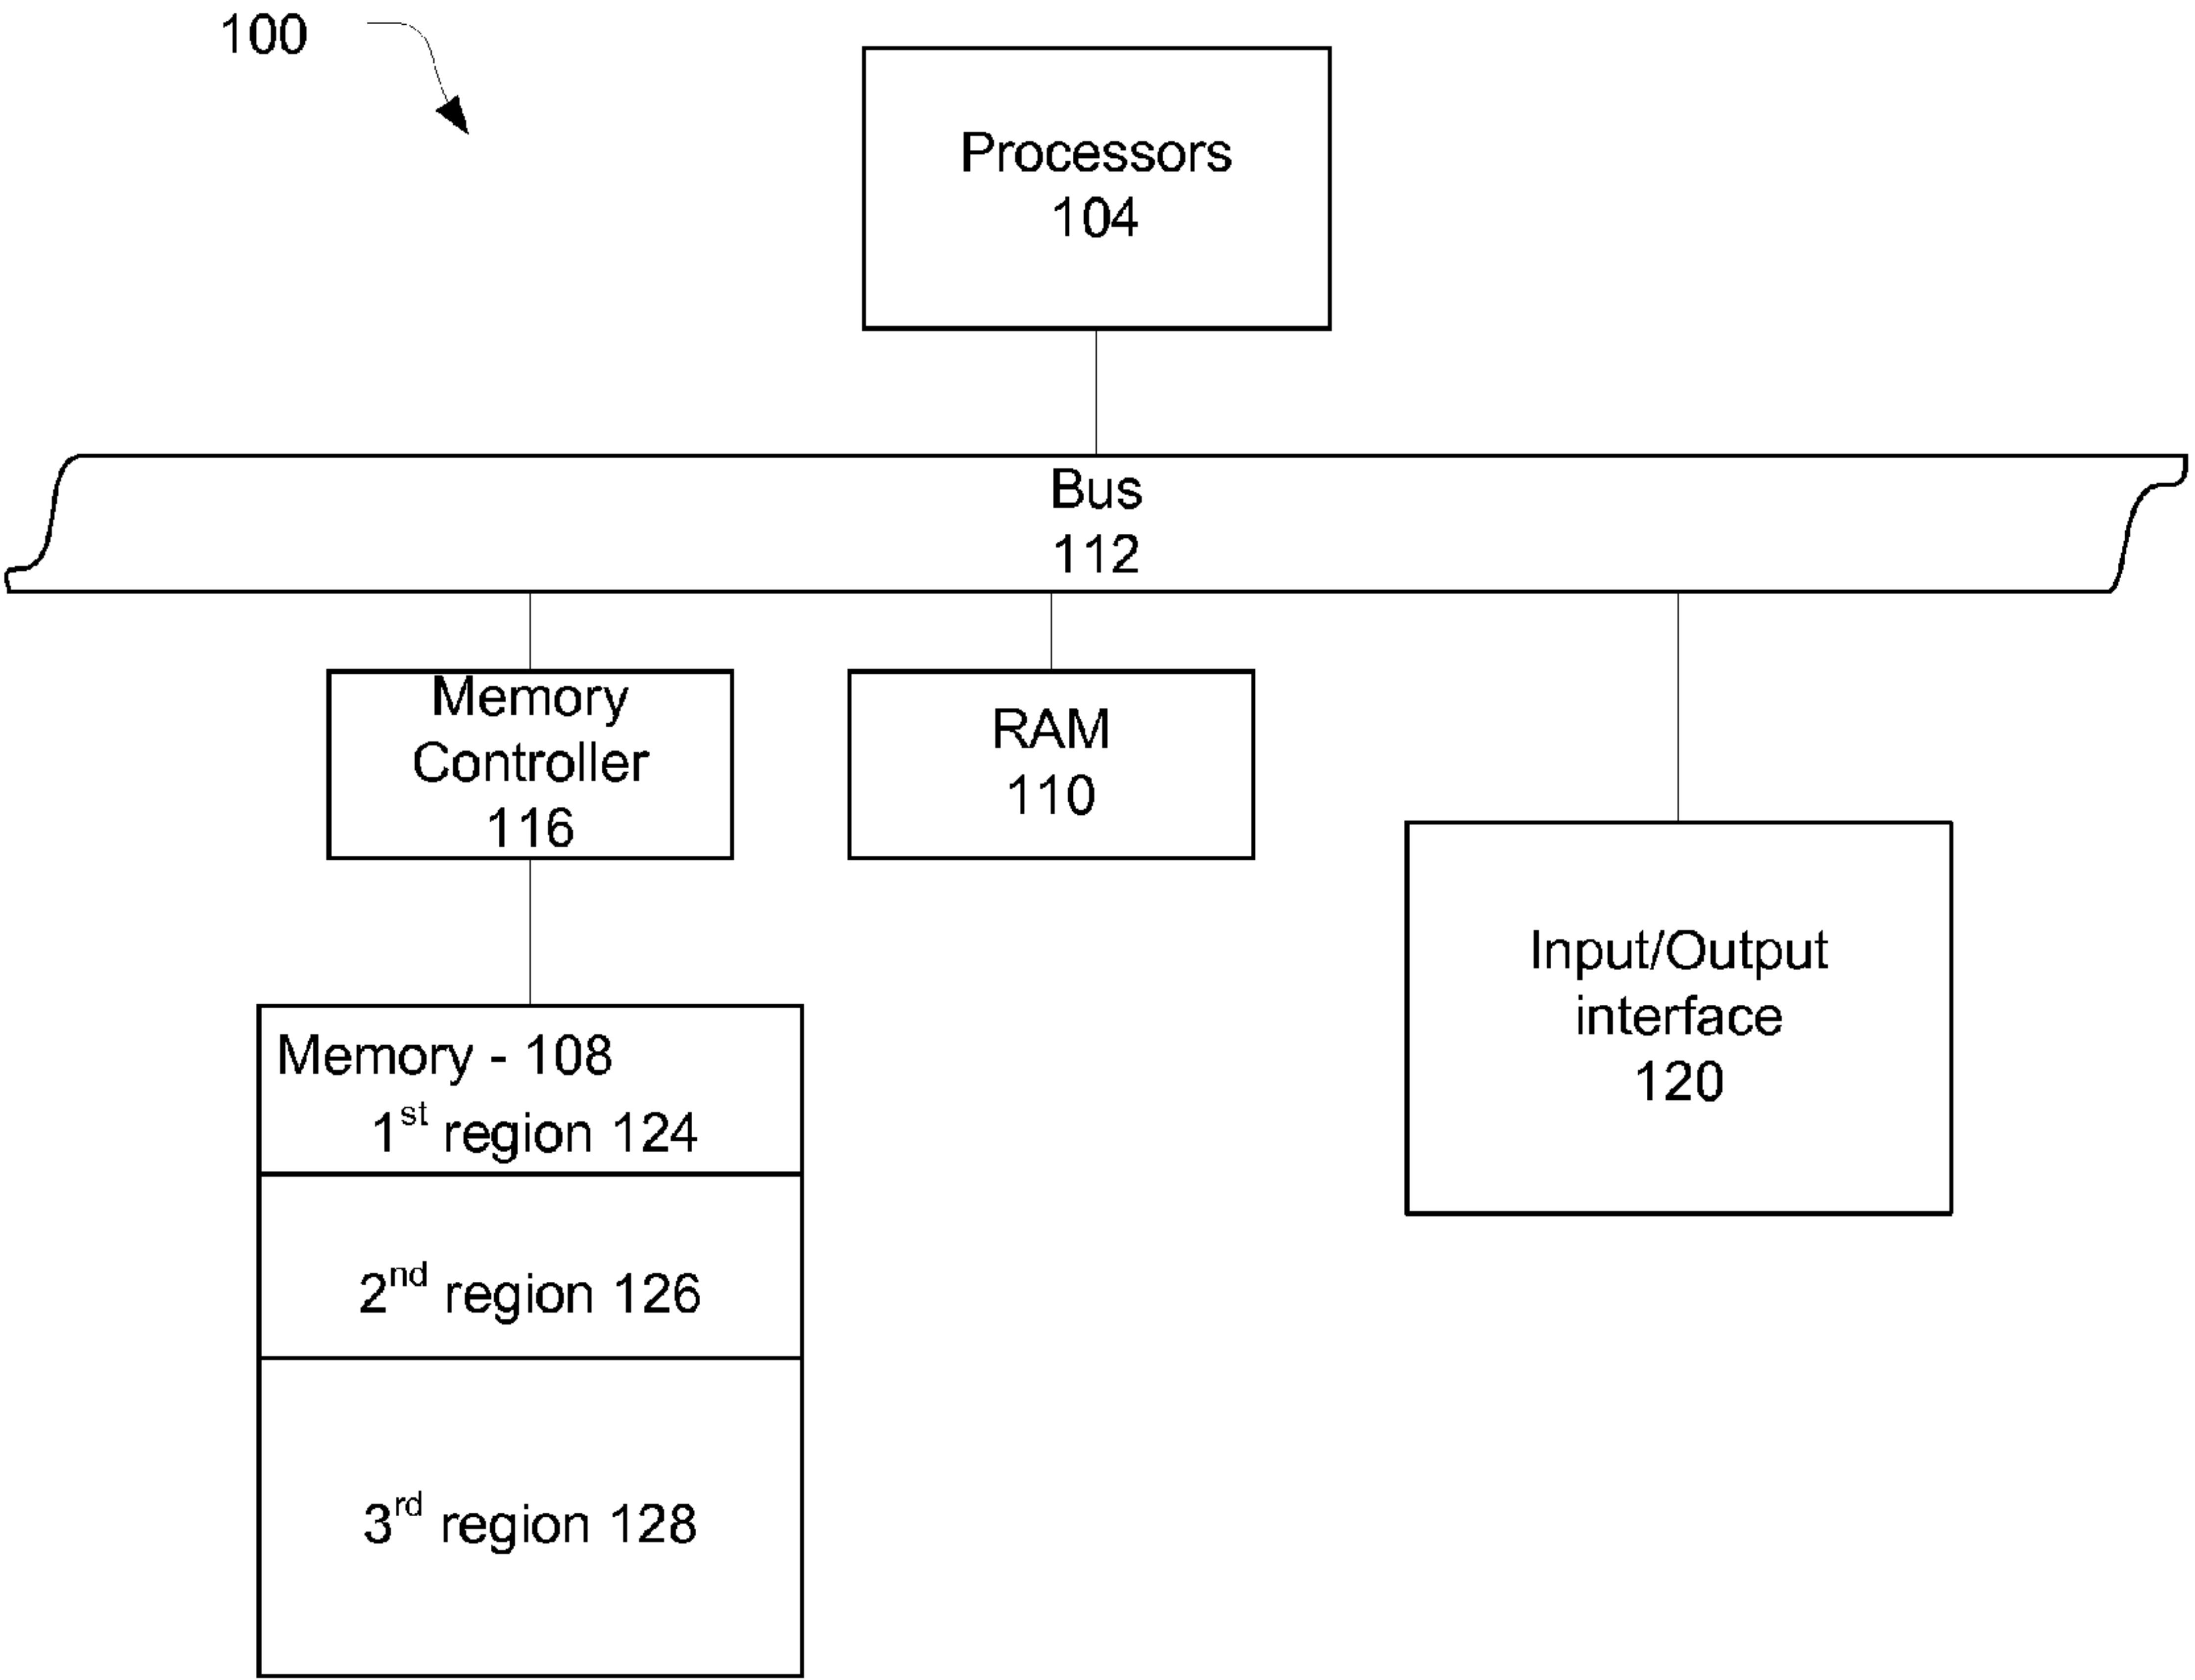 100
Processors
104
Bus
112
Memory
Controller
116
RAM
110
Input/Output
interface
120
Memory - 108
1st region 124
2nd region 126
3rd region 128